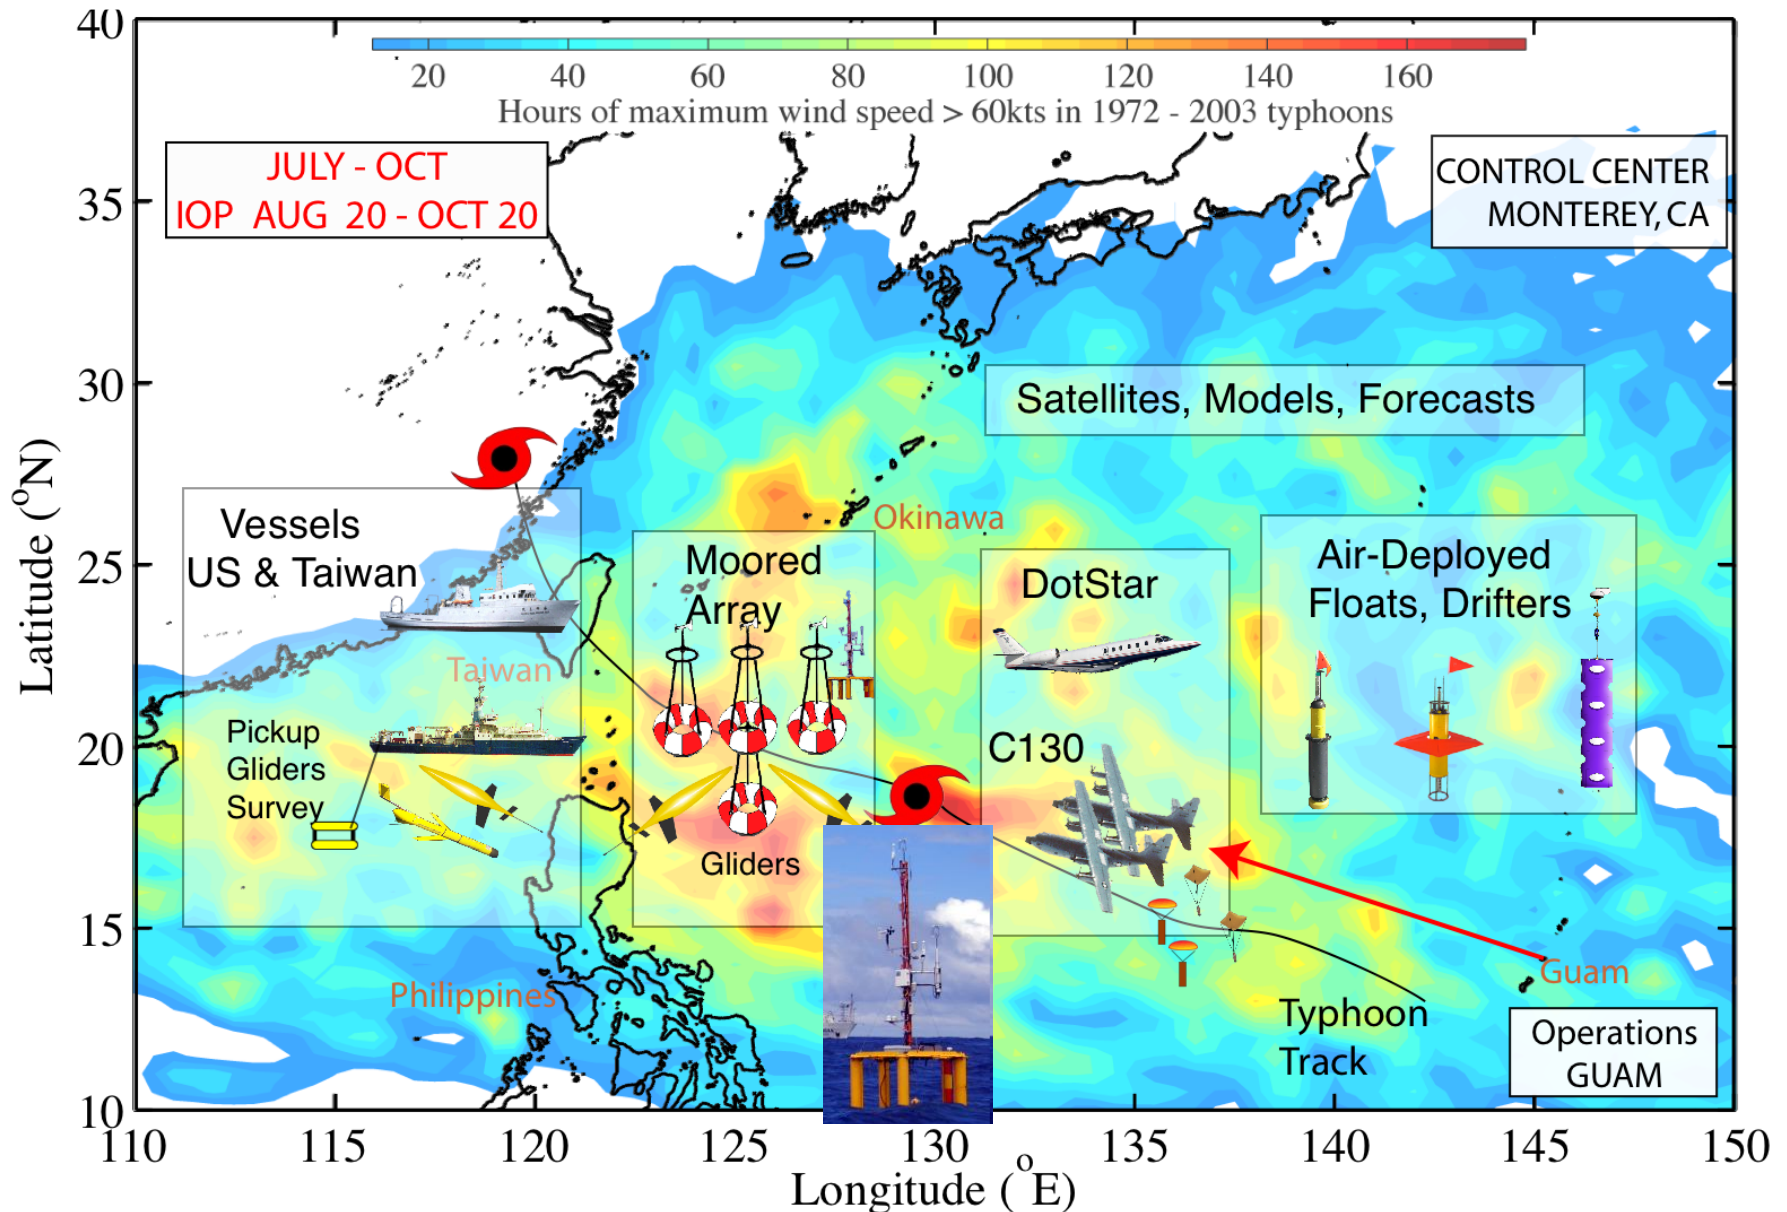 40
20 40 60 80 100 120 140 160
Hours of maximum wind speed > 60kts in 1972 - 2003 typhoons
JULY - OCT
IOP AUG 20 - OCT 20
CONTROL CENTER
MONTEREY, CA
35
30
Satellites, Models, Forecasts
Latitude (°N)
Vessels
US & Taiwan
Okinawa
Moored
Array
DotStar
Air-Deployed
Floats, Drifters
25
Taiwan
Pickup
Gliders
Survey
C130
20
Gliders
15
Philippines
Guam
Typhoon
Track
Operations
GUAM
10
110 115 120 125 130 135 140 145 150
Longitude (°E)